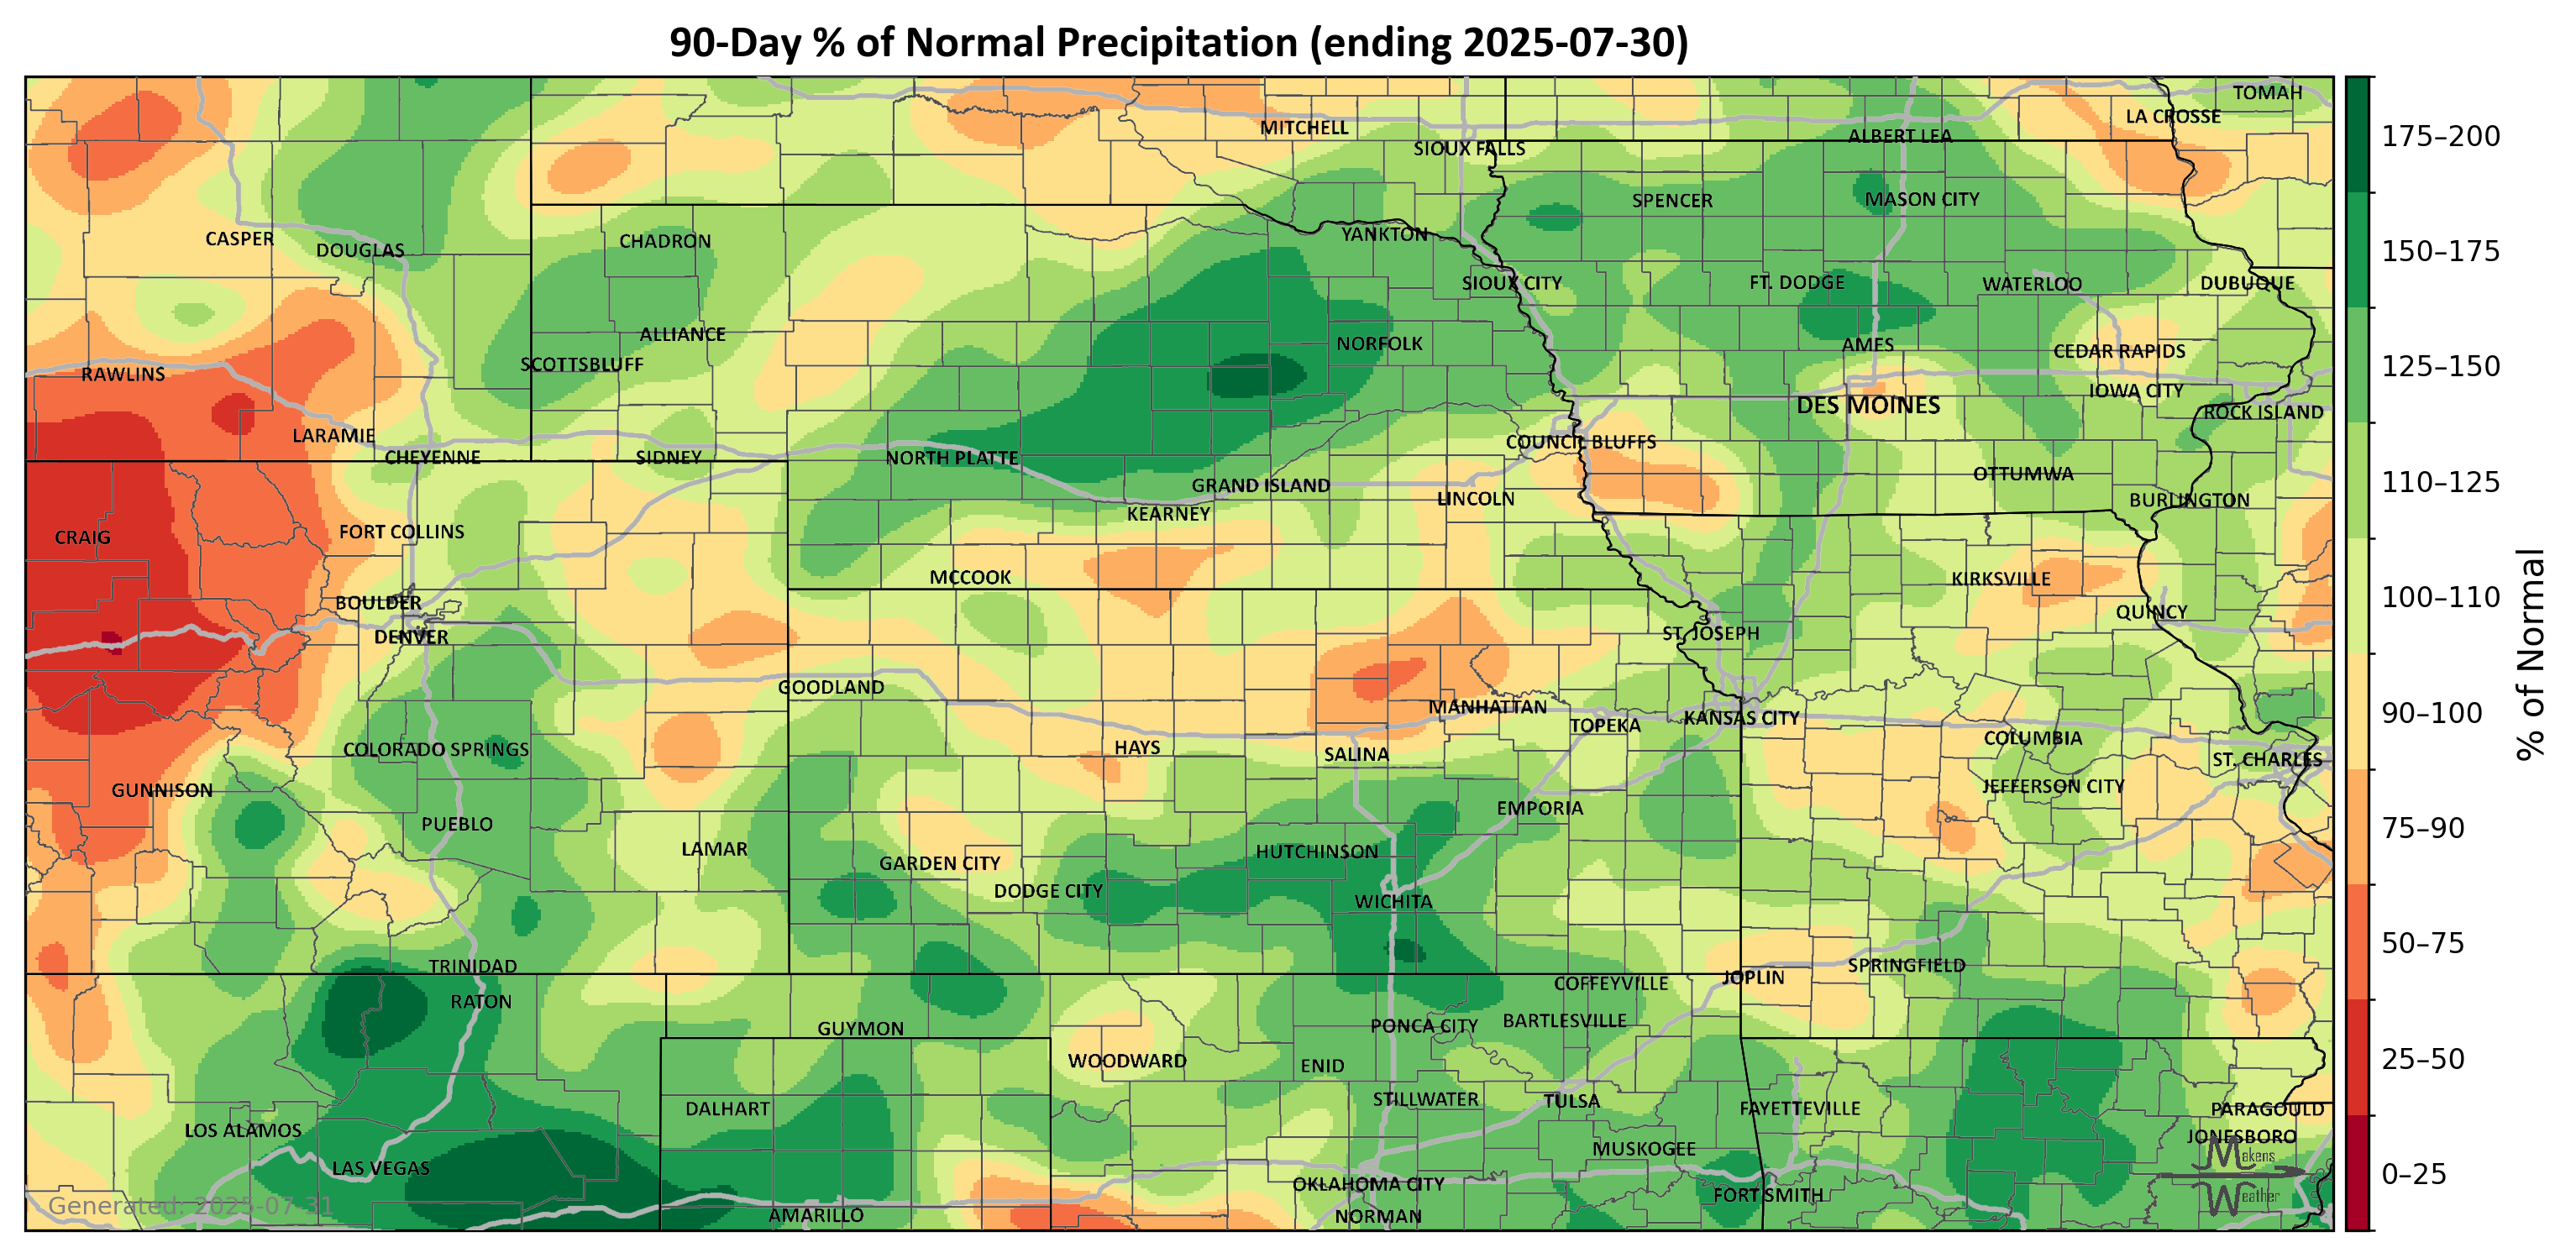 90-Day % of Normal Precipitation (ending 2025-07-30)
TOMAH
LA CROSSE
MITCHELL
ALBERT LEA
SIOUX FALLS
SPENCER
MASON CITY
CASPER
DOUGLAS
CHADRON
YANKTON
SIOUX CITY
FT. DODGE
WATERLOO
DUBUQUE
ALLIANCE
NORFOLK
AMES
CEDAR RAPIDS
SCOTTSBLUFF
RAWLINS
IOWA CITY
DES MOINES
ROCK ISLAND
LARAMIE
COUNCIL BLUFFS
CHEYENNE
SIDNEY
NORTH PLATTE
OTTUMWA
GRAND ISLAND
LINCOLN
BURLINGTON
KEARNEY
CRAIG
FORT COLLINS
MCCOOK
KIRKSVILLE
BOULDER
QUINCY
DENVER
ST. JOSEPH
GOODLAND
MANHATTAN
TOPEKA
KANSAS CITY
COLORADO SPRINGS
HAYS
SALINA
COLUMBIA
ST. CHARLES
GUNNISON
JEFFERSON CITY
EMPORIA
PUEBLO
LAMAR
HUTCHINSON
GARDEN CITY
DODGE CITY
WICHITA
TRINIDAD
SPRINGFIELD
JOPLIN
COFFEYVILLE
RATON
GUYMON
PONCA CITY
BARTLESVILLE
WOODWARD
ENID
STILLWATER
TULSA
DALHART
FAYETTEVILLE
PARAGOULD
LOS ALAMOS
JONESBORO
MUSKOGEE
LAS VEGAS
OKLAHOMA CITY
FORT SMITH
AMARILLO
NORMAN
Generated: 2025-07-31
Makens
Weather
175–200
150–175
125–150
110–125
100–110
90–100
75–90
50–75
25–50
0–25
% of Normal